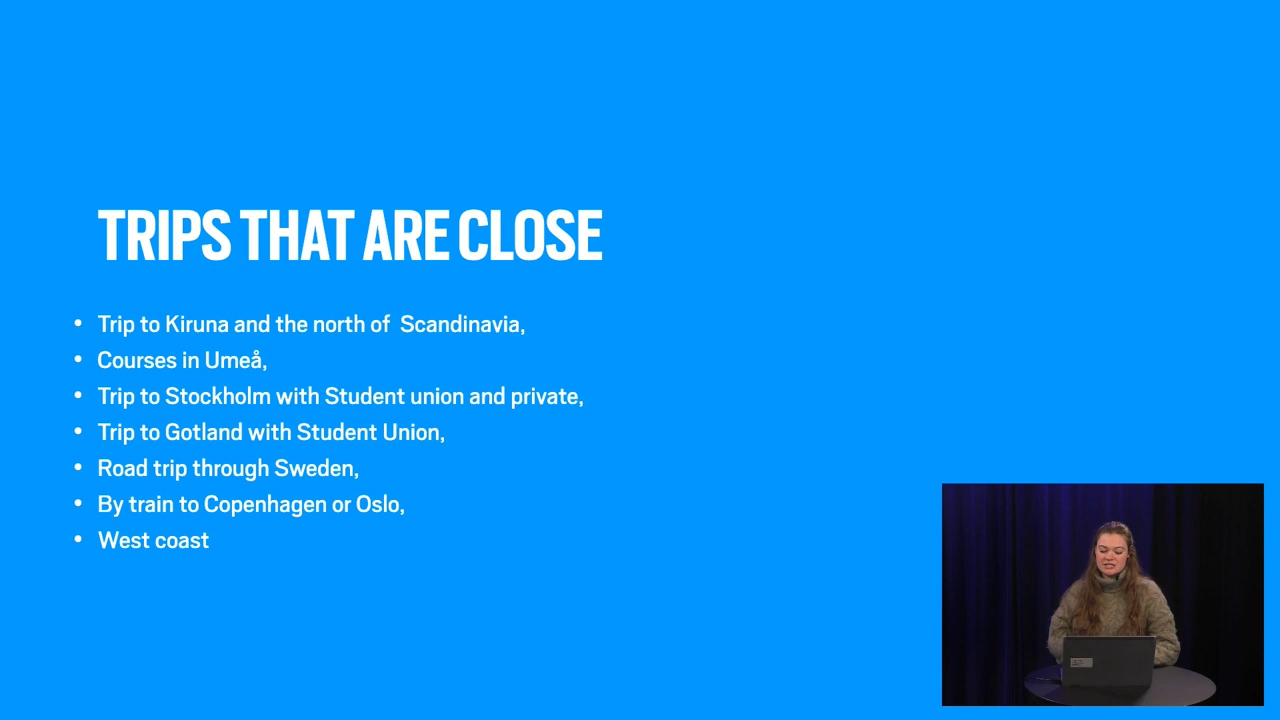 TRIPS THAT ARE CLOSE
• Trip to Kiruna and the north of  Scandinavia,
• Courses in Umeå,
• Trip to Stockholm with Student union and private,
• Trip to Gotland with Student Union,
• Road trip through Sweden,
• By train to Copenhagen or Oslo,
• West coast